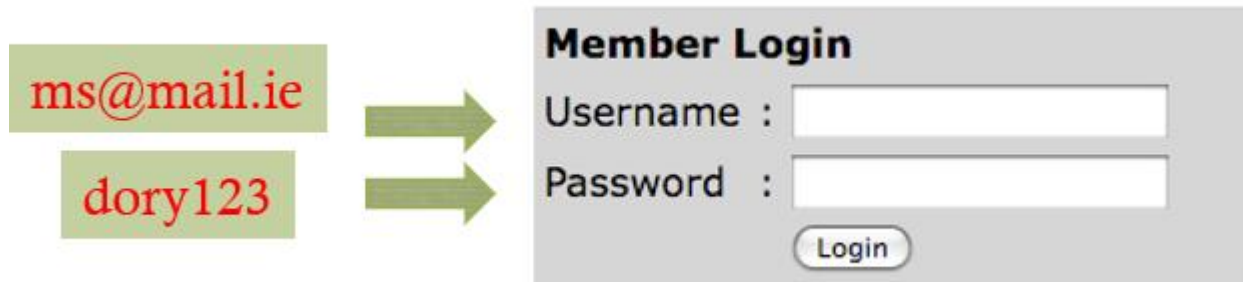 ms@mail.ie
dory123
Member Login
Username :
Password :
Login